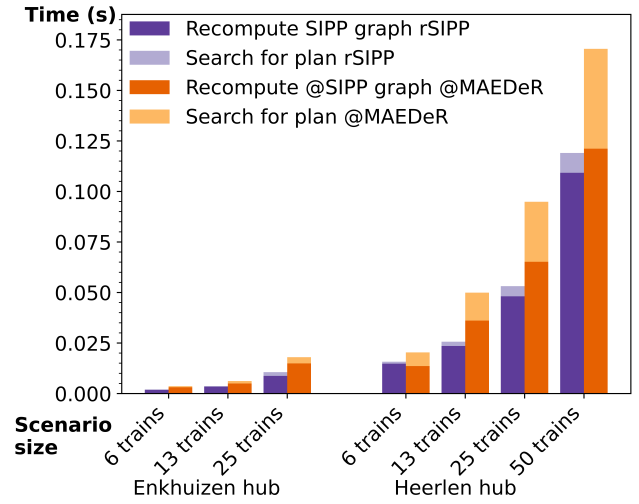 Time (s)
0.175
0.150
0.125
0.100
0.075
0.050
0.025
0.000
Recompute SIPP graph rSIPP
Search for plan rSIPP
Recompute @SIPP graph @MAEDeR
Search for plan @MAEDeR
Scenario
size
6 trains
13 trains
25 trains
6 trains
13 trains
25 trains
50 trains
Enkhuizen hub
Heerlen hub